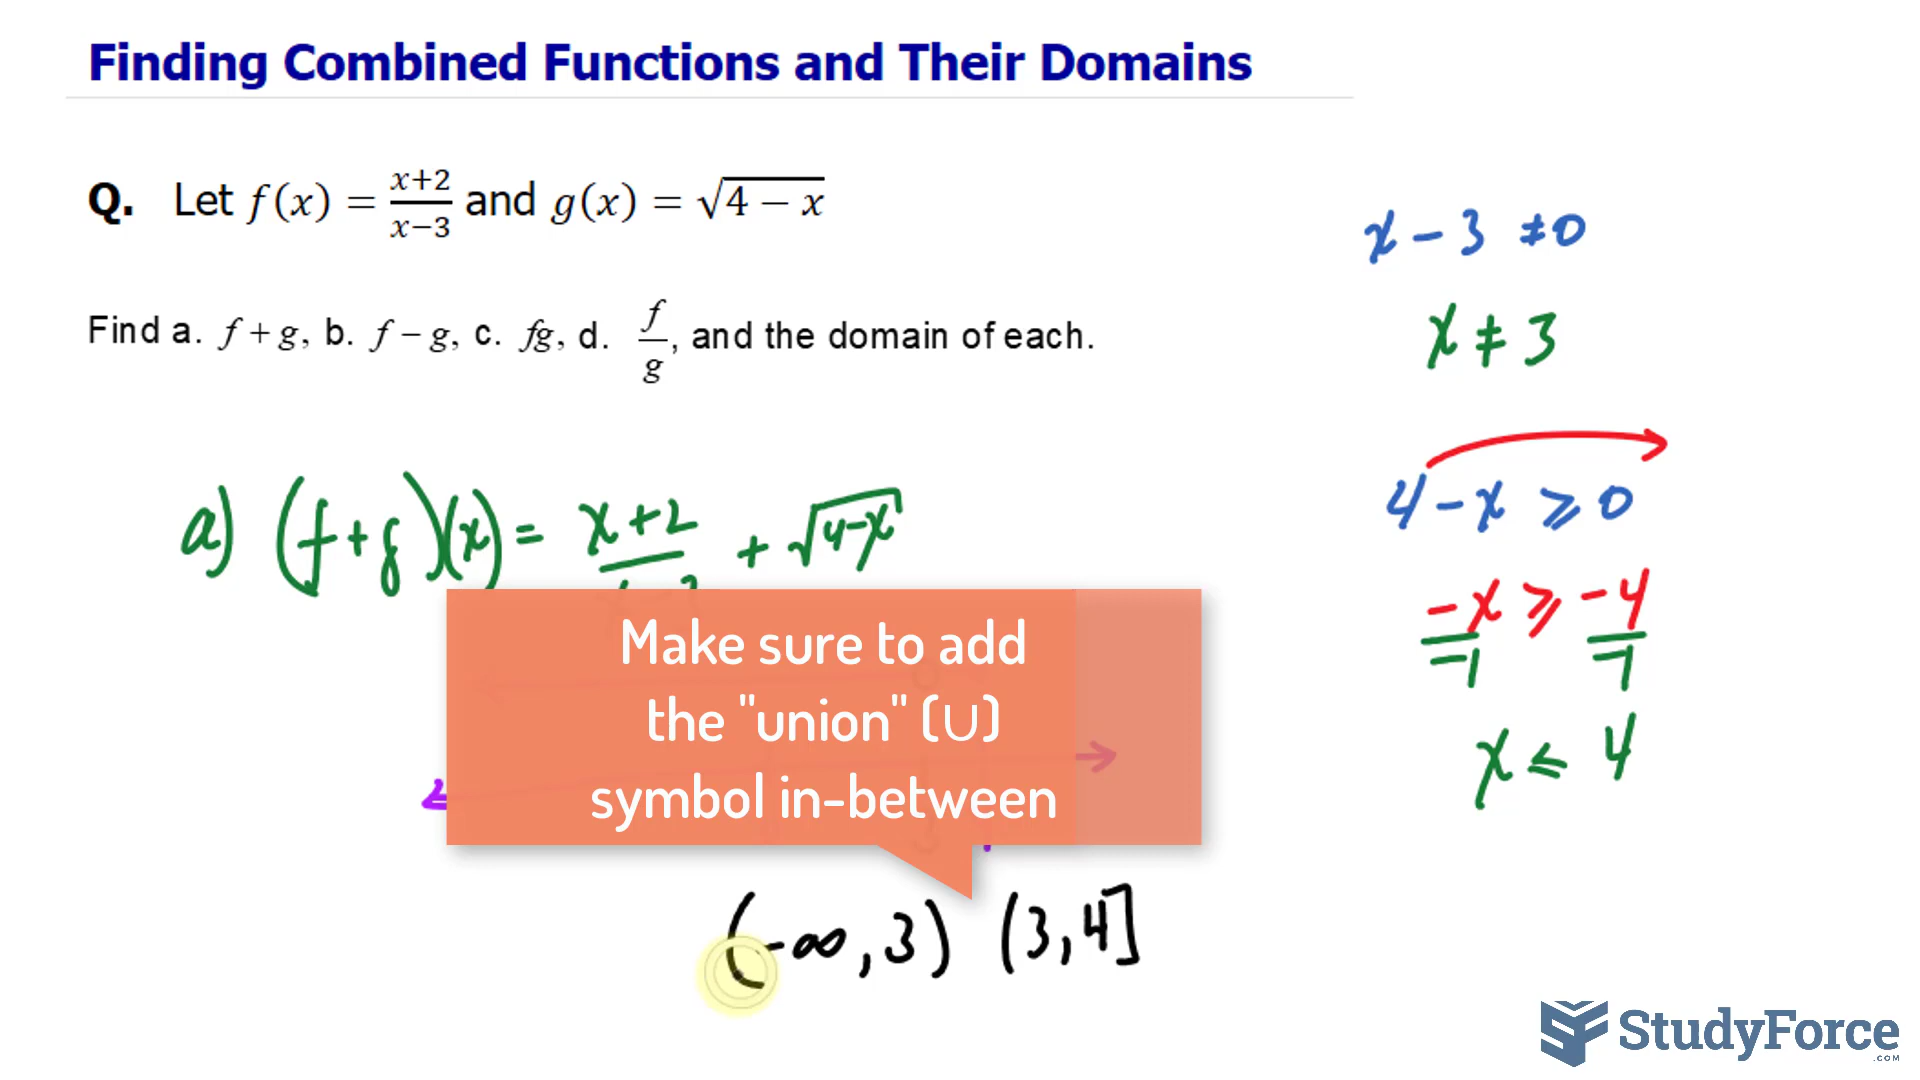 Finding Combined Functions and Their Domains
Q. Let f(x) = x+2/x−3 and g(x) = √4 − x
Find a. f + g, b. f − g, c. fg, d. f/g, and the domain of each.
x − 3 ≠ 0
x ≠ 3
4 − x ≥ 0
−x ≥ −4
−1 −1
x ≤ 4
a) (f+g)(x) = x+2 + √4−x
Make sure to add
the "union" (∪)
symbol in-between
(-∞, 3) (3, 4]
StudyForce
.COM